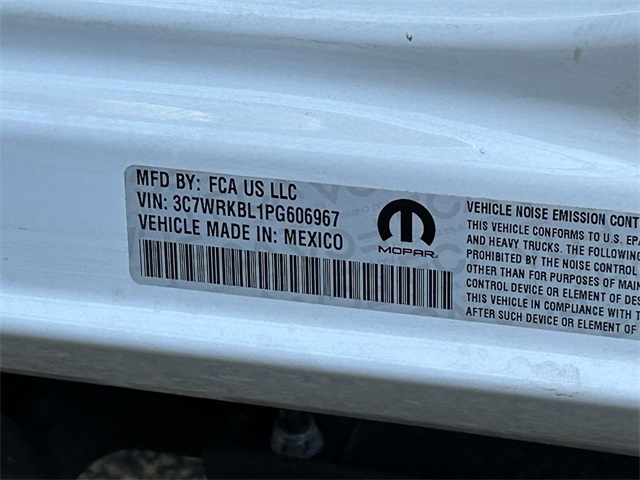 MFD BY: FCA US LLC
VIN: 3C7WRKBL1PG606967
VEHICLE MADE IN: MEXICO
MOPAR
VEHICLE NOISE EMISSION CONT
THIS VEHICLE CONFORMS TO U.S. EPA
AND HEAVY TRUCKS. THE FOLLOWING
PROHIBITED BY THE NOISE CONTROL
OTHER THAN FOR PURPOSES OF MAIN
CONTROL DEVICE OR ELEMENT OF DES
THIS VEHICLE IN COMPLIANCE WITH T
AFTER SUCH DEVICE OR ELEMENT OF